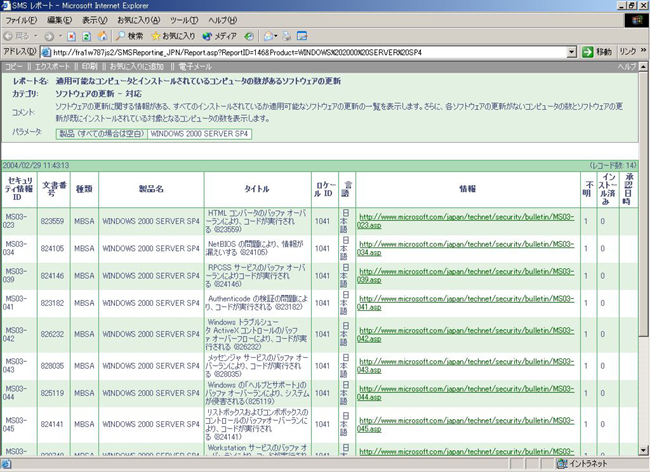 SMS レポート - Microsoft Internet Explorer
ファイル(F) 編集(E) 表示(V) お気に入り(A) ツール(T) ヘルプ(H)
戻る 検索 お気に入り メディア
アドレス(D) http://fra1w787js2/SMSReporting_JPN/Report.asp?ReportID=146&Product=WINDOWS%202000%20SERVER%20SP4 移動 リンク »
コピー || エクスポート || 印刷 || お気に入りに追加 || 電子メール ヘルプ
レポート名: 適用可能なコンピュータとインストールされているコンピュータの数があるソフトウェアの更新
カテゴリ: ソフトウェアの更新 - 対応
コメント: ソフトウェアの更新に関する情報がある、すべてのインストールされているか適用可能なソフトウェアの更新の一覧を表示します。さらに、各ソフトウェアの更新がないコンピュータの数とソフトウェアの更
新が既にインストールされている対象となるコンピュータの数を表示します。
パラメータ: 製品 (すべての場合は空白) WINDOWS 2000 SERVER SP4
2004/02/29 11:43:13 (レコード数: 14)
セキュリティ情報 ID 文書番号 種類 製品名 タイトル ロケール ID 言語 情報 不明 インストール済み 承認日時
MS03-023 823559 MBSA WINDOWS 2000 SERVER SP4 HTML コンバータのバッファ オーバーランにより、コードが実行される (823559) 1041 日本語 http://www.microsoft.com/japan/technet/security/bulletin/MS03-023.asp 1 0
MS03-034 824105 MBSA WINDOWS 2000 SERVER SP4 NetBIOS の問題により、情報が漏えいする (824105) 1041 日本語 http://www.microsoft.com/japan/technet/security/bulletin/MS03-034.asp 1 0
MS03-039 824146 MBSA WINDOWS 2000 SERVER SP4 RPCSS サービスのバッファ オーバーランによりコードが実行される (824146) 1041 日本語 http://www.microsoft.com/japan/technet/security/bulletin/MS03-039.asp 1 0
MS03-041 823182 MBSA WINDOWS 2000 SERVER SP4 Authenticode の検証の問題により、コードが実行される (823182) 1041 日本語 http://www.microsoft.com/japan/technet/security/bulletin/MS03-041.asp 1 0
MS03-042 826232 MBSA WINDOWS 2000 SERVER SP4 Windows トラブルシュータ ActiveX コントロールのバッファ オーバーフローにより、コードが実行される (826232) 1041 日本語 http://www.microsoft.com/japan/technet/security/bulletin/MS03-042.asp 1 0
MS03-043 828035 MBSA WINDOWS 2000 SERVER SP4 メッセンジャ サービスのバッファ オーバーランにより、コードが実行される (828035) 1041 日本語 http://www.microsoft.com/japan/technet/security/bulletin/MS03-043.asp 1 0
MS03-044 825119 MBSA WINDOWS 2000 SERVER SP4 Windows の「ヘルプとサポート」のバッファ オーバーランにより、システムが侵害される(825119) 1041 日本語 http://www.microsoft.com/japan/technet/security/bulletin/MS03-044.asp 1 0
MS03-045 824141 MBSA WINDOWS 2000 SERVER SP4 リストボックスおよびコンボボックスのコントロールのバッファオーバーランにより、コードが実行される (824141) 1041 日本語 http://www.microsoft.com/japan/technet/security/bulletin/MS03-045.asp 1 0
Workstation サービスのバッファ オ
イントラネット